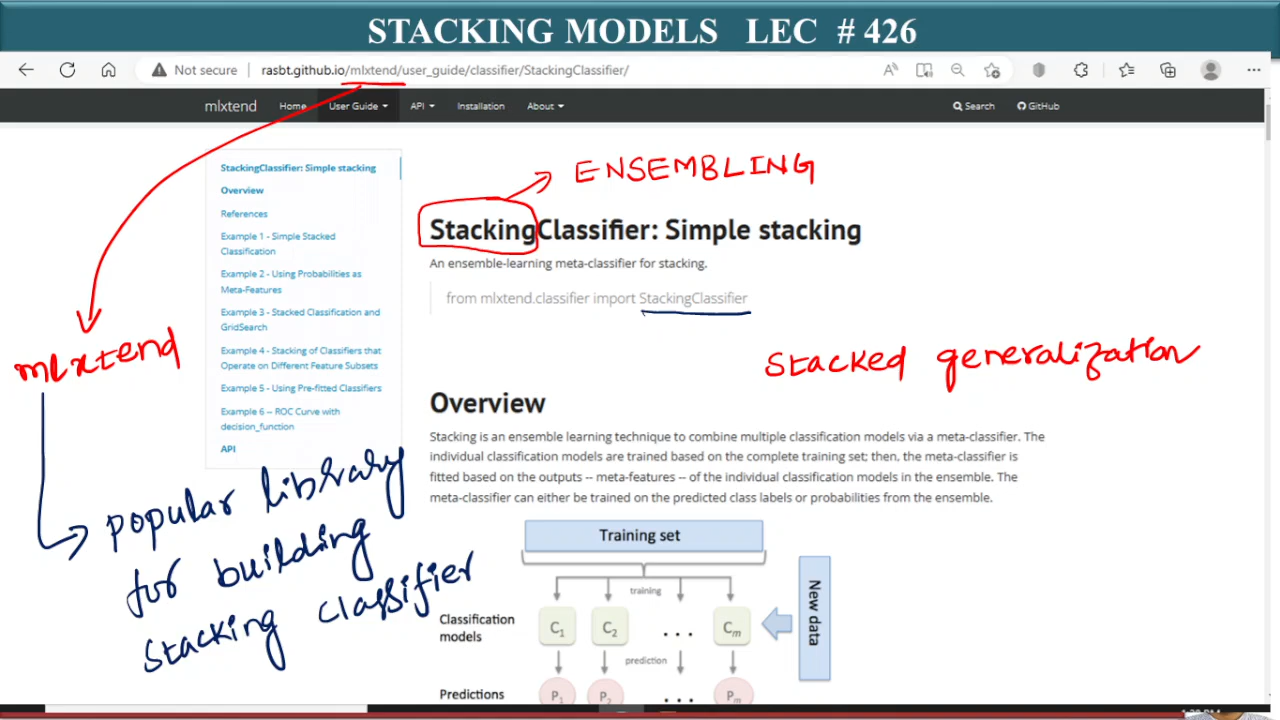 STACKING MODELS LEC # 426
Not secure rasbt.github.io/mlxtend/user_guide/classifier/StackingClassifier/
mlxtend Home User Guide API Installation About Search GitHub
StackingClassifier: Simple stacking
Overview
References
Example 1 - Simple Stacked
Classification
Example 2 - Using Probabilities as
Meta-Features
Example 3 - Stacked Classification and
GridSearch
Example 4 - Stacking of Classifiers that
Operate on Different Feature Subsets
Example 5 - Using Pre-fitted Classifiers
Example 6 -- ROC Curve with
decision_function
API
ENSEMBLING
StackingClassifier: Simple stacking
An ensemble-learning meta-classifier for stacking.
from mlxtend.classifier import StackingClassifier
mlxtend
stacked generalization
popular library
for building
stacking classifier
Overview
Stacking is an ensemble learning technique to combine multiple classification models via a meta-classifier. The
individual classification models are trained based on the complete training set; then, the meta-classifier is
fitted based on the outputs -- meta-features -- of the individual classification models in the ensemble. The
meta-classifier can either be trained on the predicted class labels or probabilities from the ensemble.
Training set
training
Classification
models
C1 C2 . . . Cm
New data
prediction
Predictions
P1 P2 . . . Pm